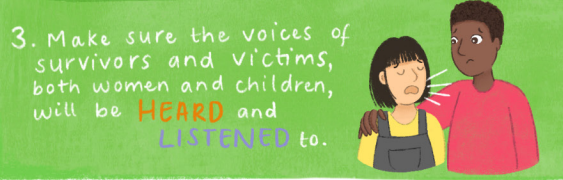 3. Make sure the voices of
survivors and victims,
both women and children,
will be HEARD and
LISTENED to.